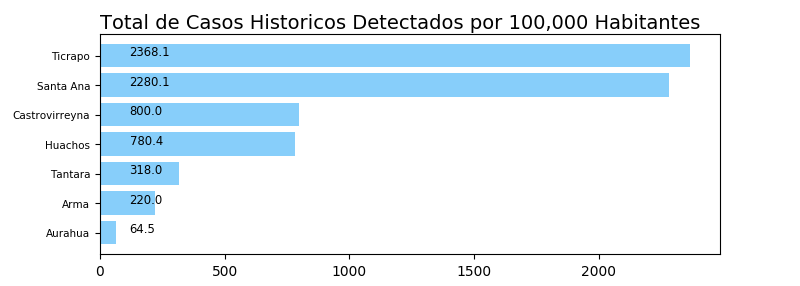 Total de Casos Historicos Detectados por 100,000 Habitantes
Ticrapo 2368.1
Santa Ana 2280.1
Castrovirreyna 800.0
Huachos 780.4
Tantara 318.0
Arma 220.0
Aurahua 64.5
0 500 1000 1500 2000